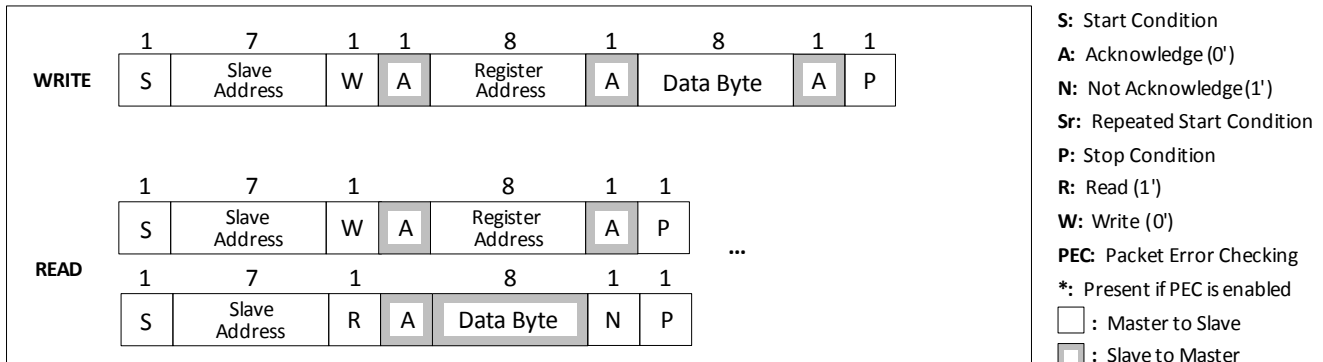 1 7 1 1 8 1 8 1 1
WRITE S Slave Address W A Register Address A Data Byte A P
1 7 1 8 1 1
S Slave Address W A Register Address A P ...
READ
1 7 1 8 1 1
S Slave Address R A Data Byte N P
S: Start Condition
A: Acknowledge (0')
N: Not Acknowledge (1')
Sr: Repeated Start Condition
P: Stop Condition
R: Read (1')
W: Write (0')
PEC: Packet Error Checking
*: Present if PEC is enabled
: Master to Slave
: Slave to Master